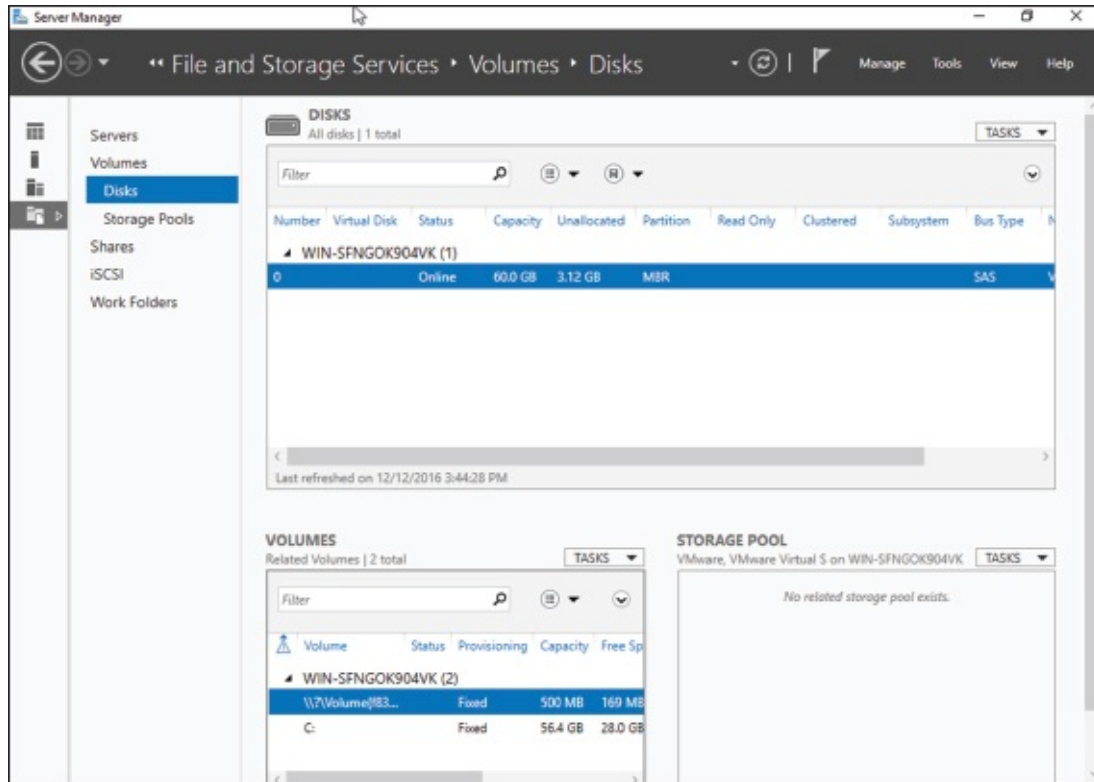 Server Manager
File and Storage Services • Volumes • Disks
Manage Tools View Help
Servers
Volumes
Disks
Storage Pools
Shares
iSCSI
Work Folders
DISKS
All disks | 1 total
TASKS
Filter
Number Virtual Disk Status Capacity Unallocated Partition Read Only Clustered Subsystem Bus Type
WIN-SFNGOK904VK (1)
0 Online 60.0 GB 3.12 GB MBR SAS
Last refreshed on 12/12/2016 3:44:28 PM
VOLUMES
Related Volumes | 2 total
TASKS
Filter
Volume Status Provisioning Capacity Free Sp
WIN-SFNGOK904VK (2)
\\?\Volume{f83... Fixed 500 MB 169 MB
C: Fixed 56.4 GB 28.0 GB
STORAGE POOL
VMware, VMware Virtual S on WIN-SFNGOK904VK
TASKS
No related storage pool exists.